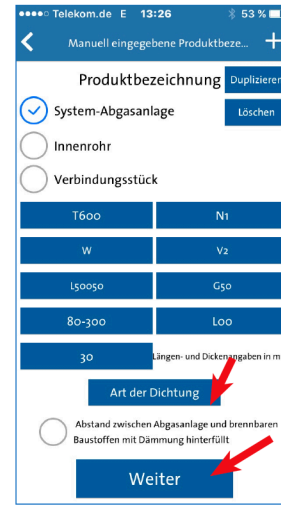 Telekom.de E 13:26 53 %
Manuell eingegebene Produktbeze... +
Produktbezeichnung Duplizieren
System-Abgasanlage Löschen
Innenrohr
Verbindungsstück
T600 N1
W V2
L50050 G50
80-300 L00
30 Längen- und Dickenangaben in m
Art der Dichtung
Abstand zwischen Abgasanlage und brennbaren
Baustoffen mit Dämmung hinterfüllt
Weiter